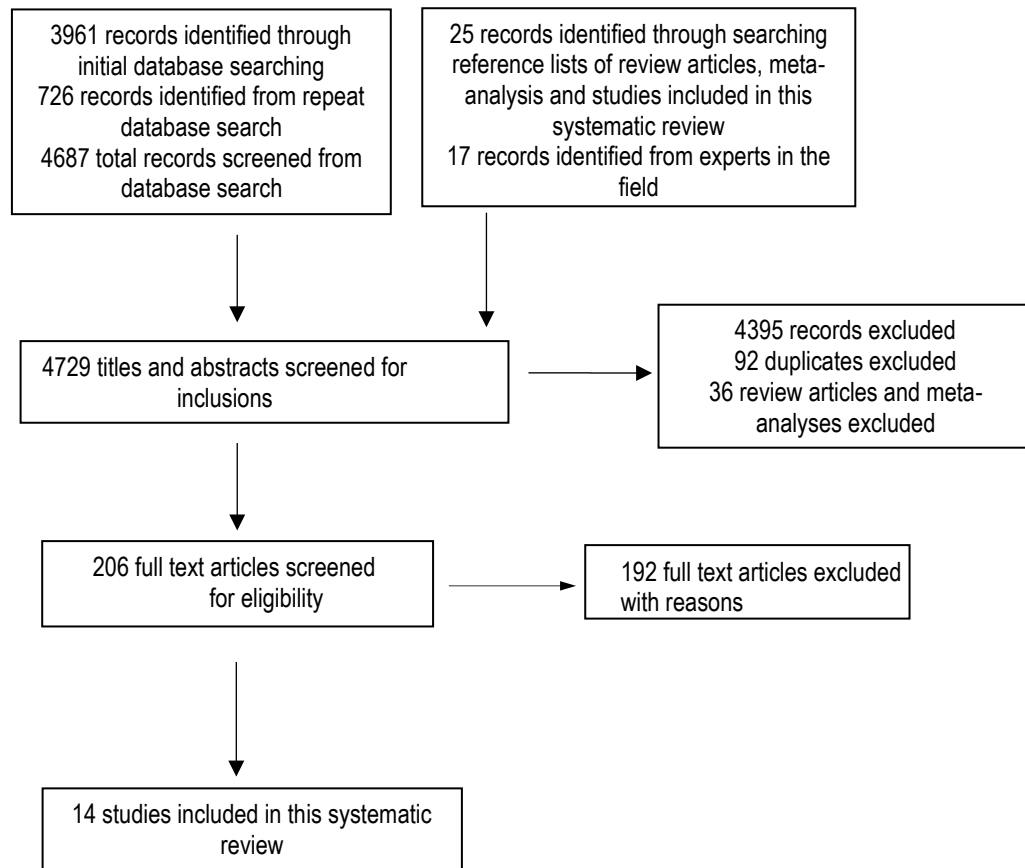 3961 records identified through
initial database searching
726 records identified from repeat
database search
4687 total records screened from
database search
25 records identified through searching
reference lists of review articles, meta-
analysis and studies included in this
systematic review
17 records identified from experts in the
field
4729 titles and abstracts screened for
inclusions
4395 records excluded
92 duplicates excluded
36 review articles and meta-
analyses excluded
206 full text articles screened
for eligibility
192 full text articles excluded
with reasons
14 studies included in this systematic
review